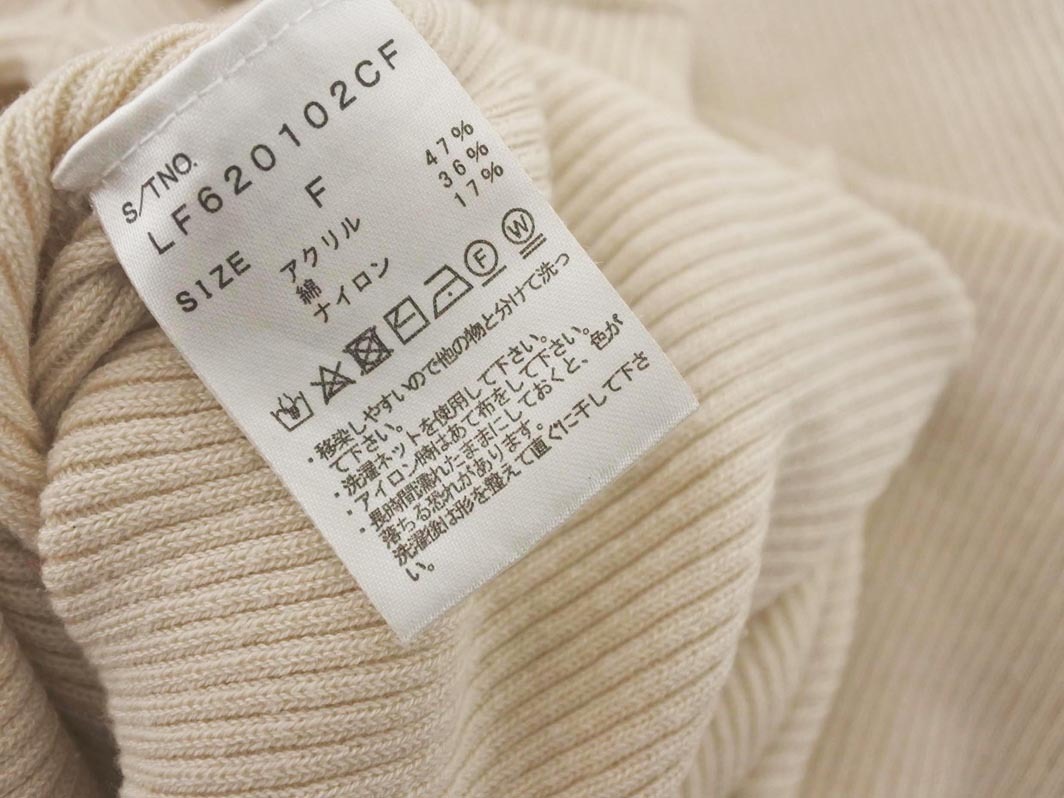 S/TNO.
LF620102CF
SIZE F
アクリル 47%
綿 36%
ナイロン 17%
F W
・移染しやすいので他の物と分けて洗っ
て下さい。
・洗濯ネットを使用して下さい。
・アイロン時はあて布をして下さい。
・長時間濡れたままにしておくと、色が
落ちる恐れがあります。
洗濯後は形を整えて直ぐに干して下さ
い。